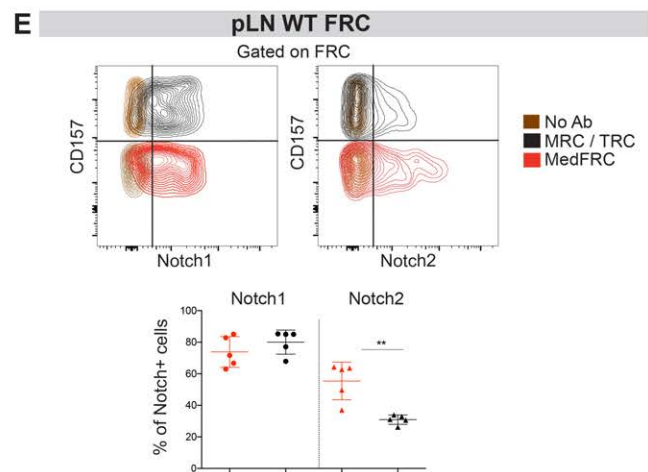 E
pLN WT FRC
Gated on FRC
CD157
Notch1
CD157
Notch2
No Ab
MRC / TRC
MedFRC
Notch1
Notch2
% of Notch+ cells
100
80
60
40
20
0
**